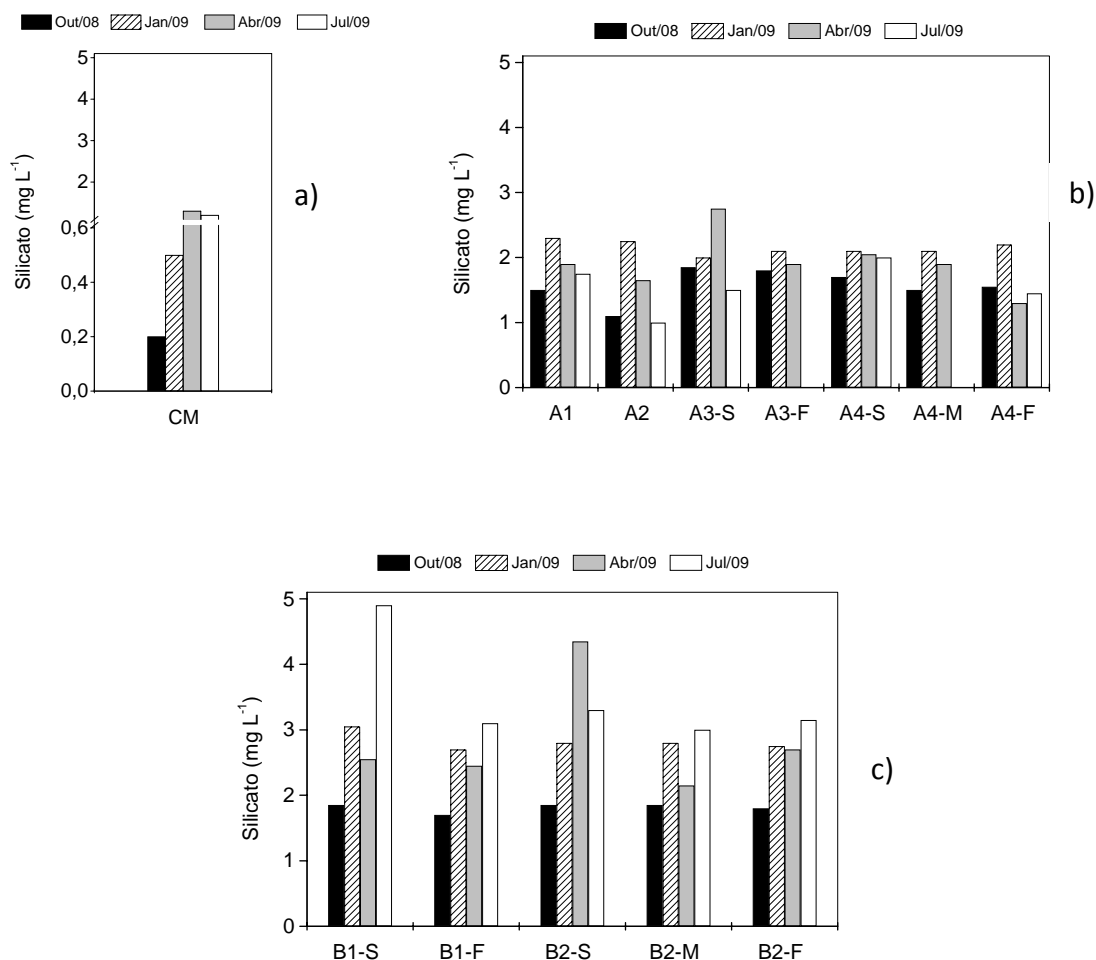 Out/08 Jan/09 Abr/09 Jul/09
5
4
3
2
0,6
0,4
0,2
0,0
Silicato (mg L-1)
CM
a)
Out/08 Jan/09 Abr/09 Jul/09
5
4
3
2
1
0
Silicato (mg L-1)
A1 A2 A3-S A3-F A4-S A4-M A4-F
b)
Out/08 Jan/09 Abr/09 Jul/09
5
4
3
2
1
0
Silicato (mg L-1)
B1-S B1-F B2-S B2-M B2-F
c)